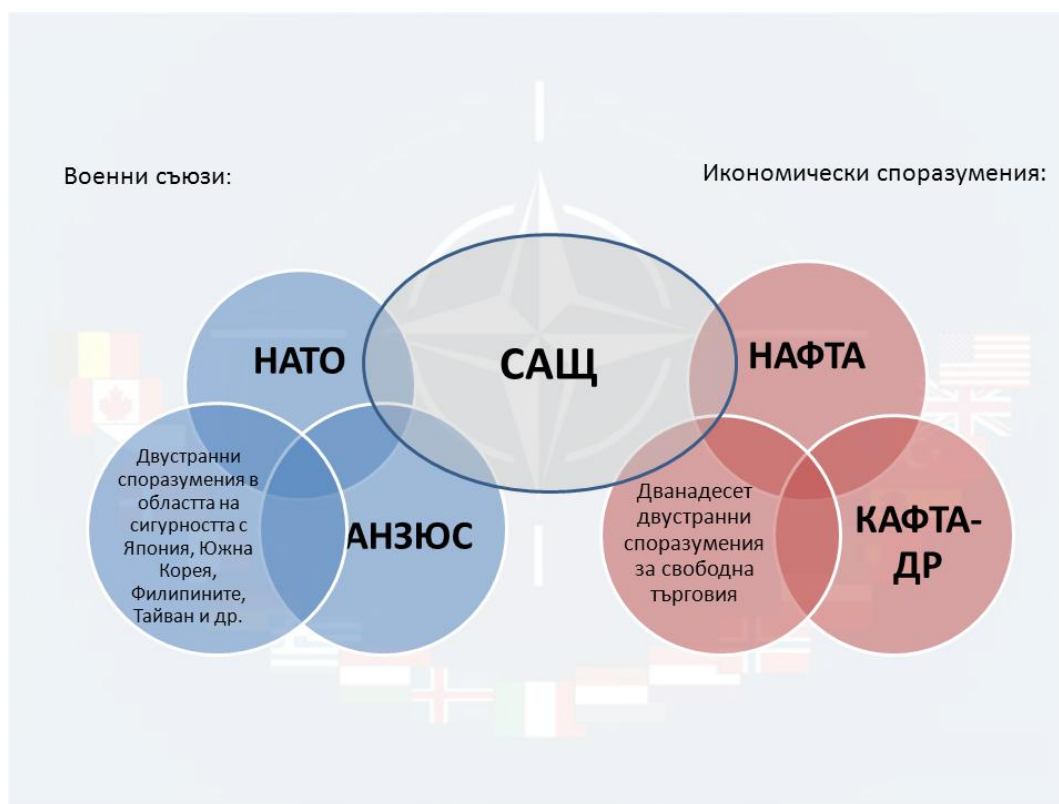 Военни съюзи:
Икономически споразумения:
НАТО
САЩ
НАФТА
Двустранни
споразумения в
областта на
сигурността с
Япония, Южна
Корея,
Филипините,
Тайван и др.
АНЗЮС
Дванадесет
двустранни
споразумения
за свободна
търговия
КАФТА-
ДР